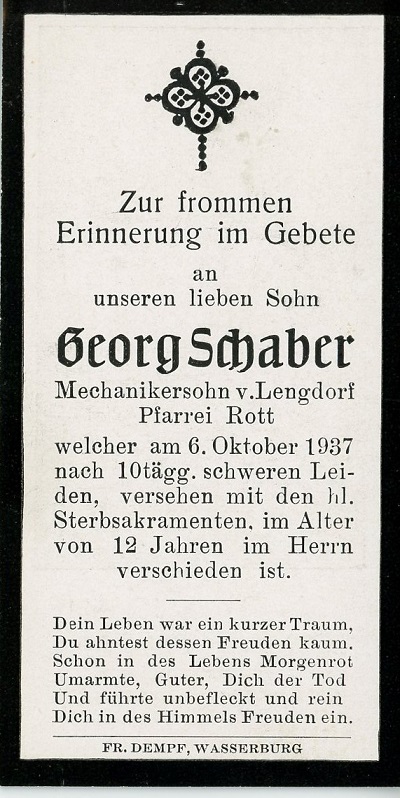 Zur frommen
Erinnerung im Gebete
an
unseren lieben Sohn
Georg Schaber
Mechanikersohn v. Lengdorf
Pfarrei Rott
welcher am 6. Oktober 1937
nach 10tägg. schweren Lei-
den, versehen mit den hl.
Sterbsakramenten, im Alter
von 12 Jahren im Herrn
verschieden ist.
Dein Leben war ein kurzer Traum,
Du ahntest dessen Freuden kaum.
Schon in des Lebens Morgenrot
Umarmte, Guter, Dich der Tod
Und führte unbefleckt und rein
Dich in des Himmels Freuden ein.
FR. DEMPF, WASSERBURG